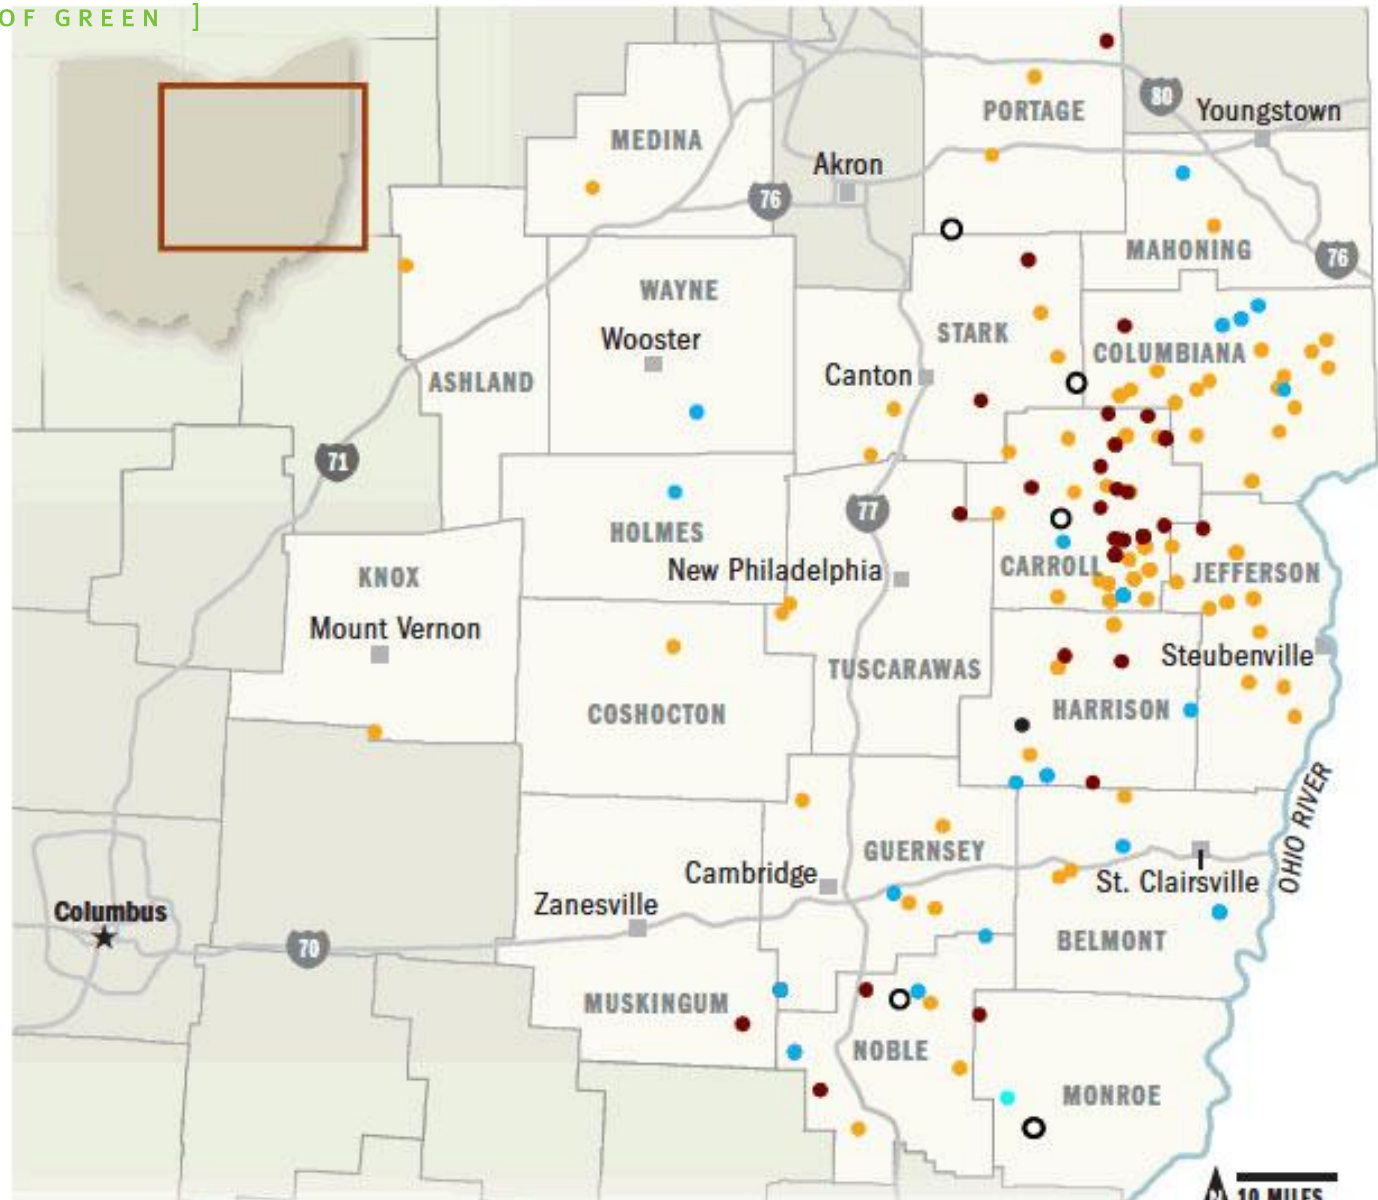 OF GREEN ]
80
PORTAGE
Youngstown
MEDINA
Akron
76
MAHONING
76
WAYNE
Wooster
STARK
COLUMBIANA
Canton
ASHLAND
71
77
HOLMES
New Philadelphia
CARROLL
JEFFERSON
KNOX
Mount Vernon
Steubenville
TUSCARAWAS
COSHOCTON
HARRISON
OHIO RIVER
GUERNSEY
Cambridge
St. Clairsville
Zanesville
Columbus
70
BELMONT
MUSKINGUM
NOBLE
MONROE
10 MILES